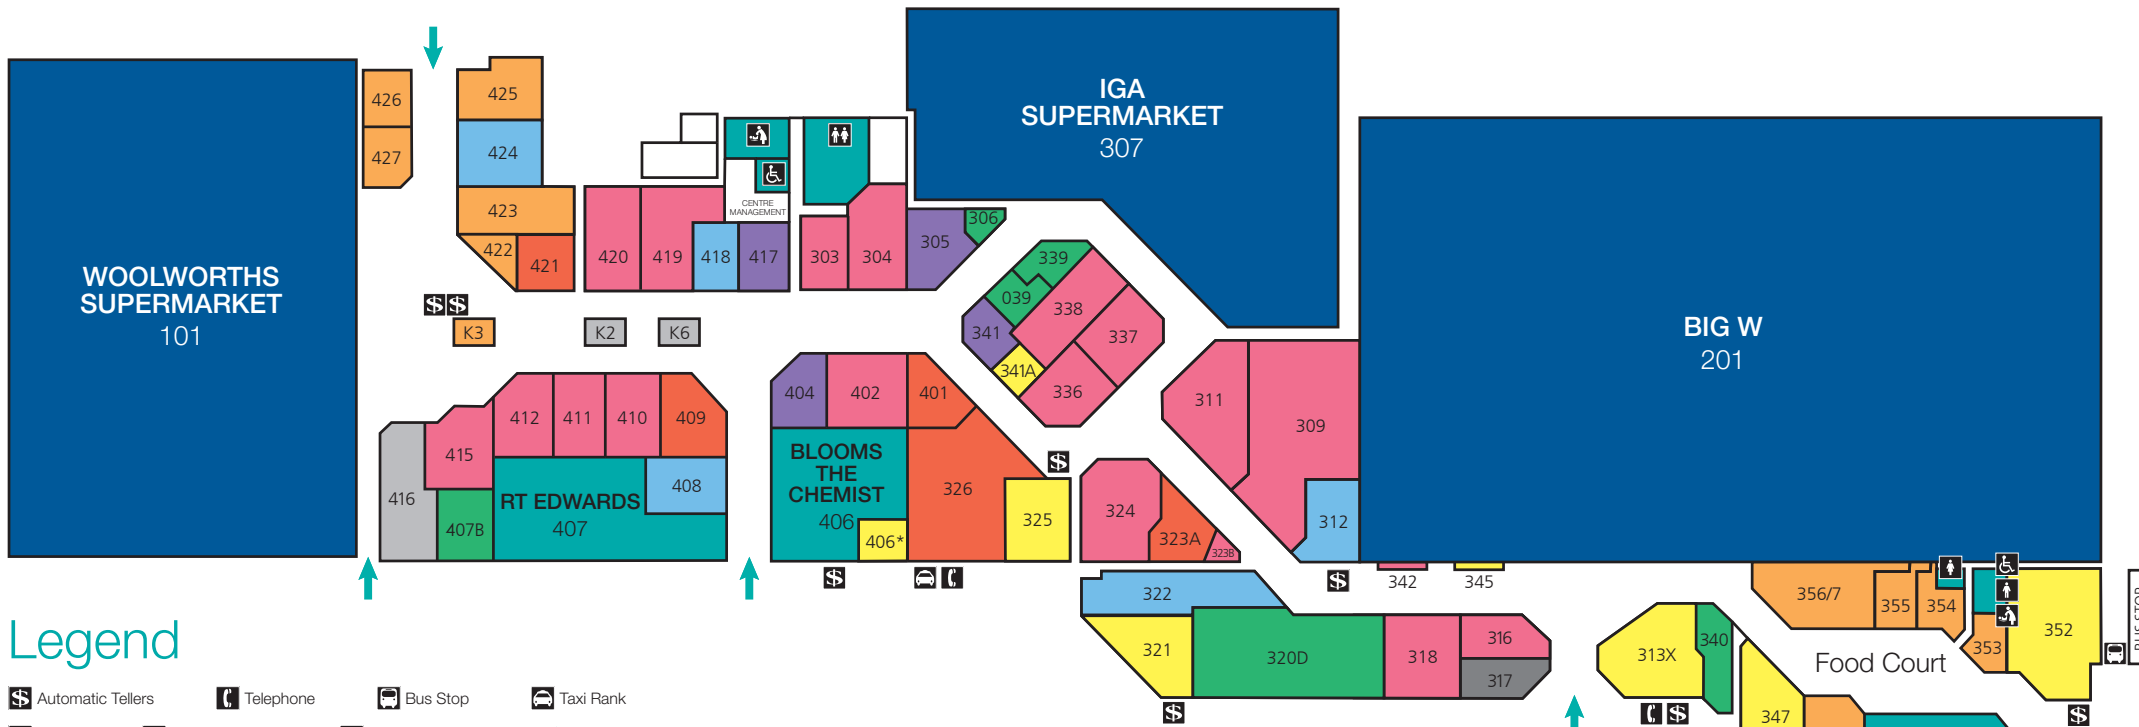 IGA
SUPERMARKET
307
426
425
427
424
423
422
421
420
419
418
417
CENTRE
MANAGEMENT
303
304
305
306
WOOLWORTHS
SUPERMARKET
101
BIG W
201
339
039
338
341
337
341A
336
K3
K2
K6
404
402
401
311
309
312
412
411
410
409
415
416
407B
RT EDWARDS
407
408
BLOOMS
THE
CHEMIST
406
406*
326
325
324
323A
323B
322
321
320D
318
316
317
342
345
313X
340
347
356/7
355
354
353
352
Food Court
BUS STOP
Legend
Automatic Tellers
Telephone
Bus Stop
Taxi Rank